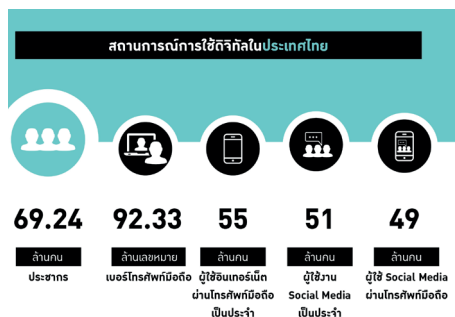 สถานการณ์การใช้ดิจิทัลในประเทศไทย
69.24
ล้านคน
ประชากร
92.33
ล้านเลขหมาย
เบอร์โทรศัพท์มือถือ
55
ล้านคน
ผู้ใช้อินเทอร์เน็ต
ผ่านโทรศัพท์มือถือ
เป็นประจำ
51
ล้านคน
ผู้ใช้งาน
Social Media
เป็นประจำ
49
ล้านคน
ผู้ใช้ Social Media
ผ่านโทรศัพท์มือถือ